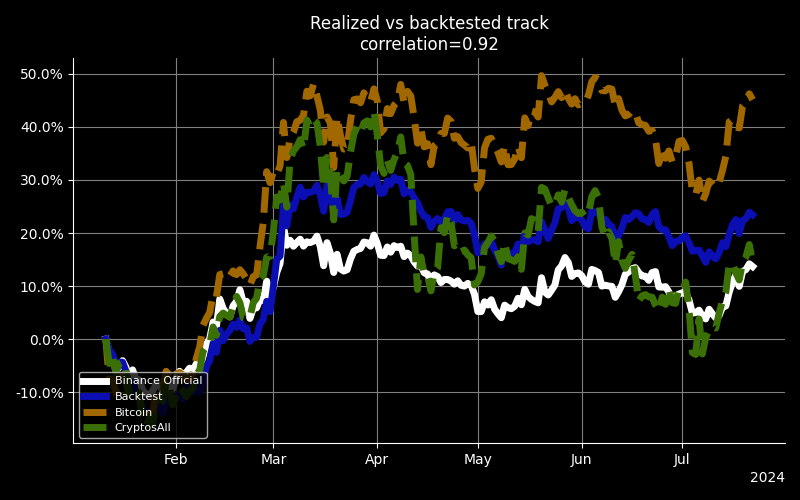 Realized vs backtested track
correlation=0.92
50.0%
40.0%
30.0%
20.0%
10.0%
0.0%
-10.0%
Binance Official
Backtest
Bitcoin
CryptosAll
Feb Mar Apr May Jun Jul
2024